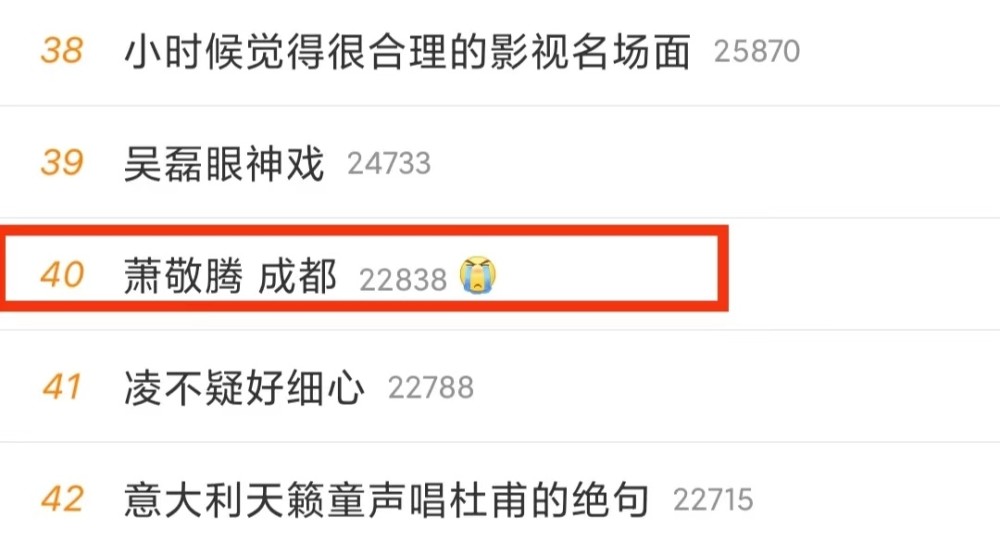 38 小时候觉得很合理的影视名场面 25870
39 吴磊眼神戏 24733
40 萧敬腾 成都 22838 😭
41 凌不疑好细心 22788
42 意大利天籁童声唱杜甫的绝句 22715